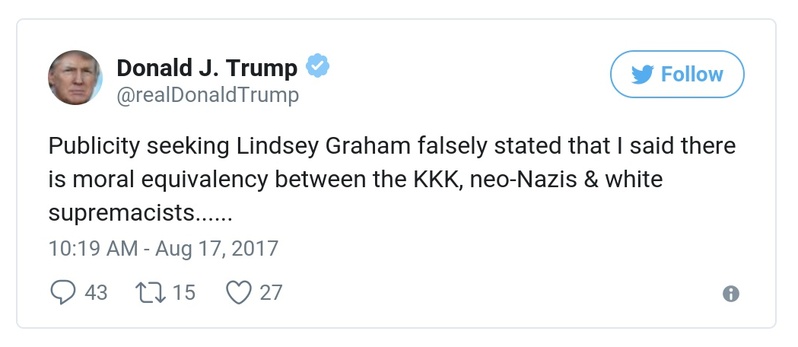 Donald J. Trump
@realDonaldTrump
Follow
Publicity seeking Lindsey Graham falsely stated that I said there
is moral equivalency between the KKK, neo-Nazis & white
supremacists......
10:19 AM - Aug 17, 2017
43 15 27